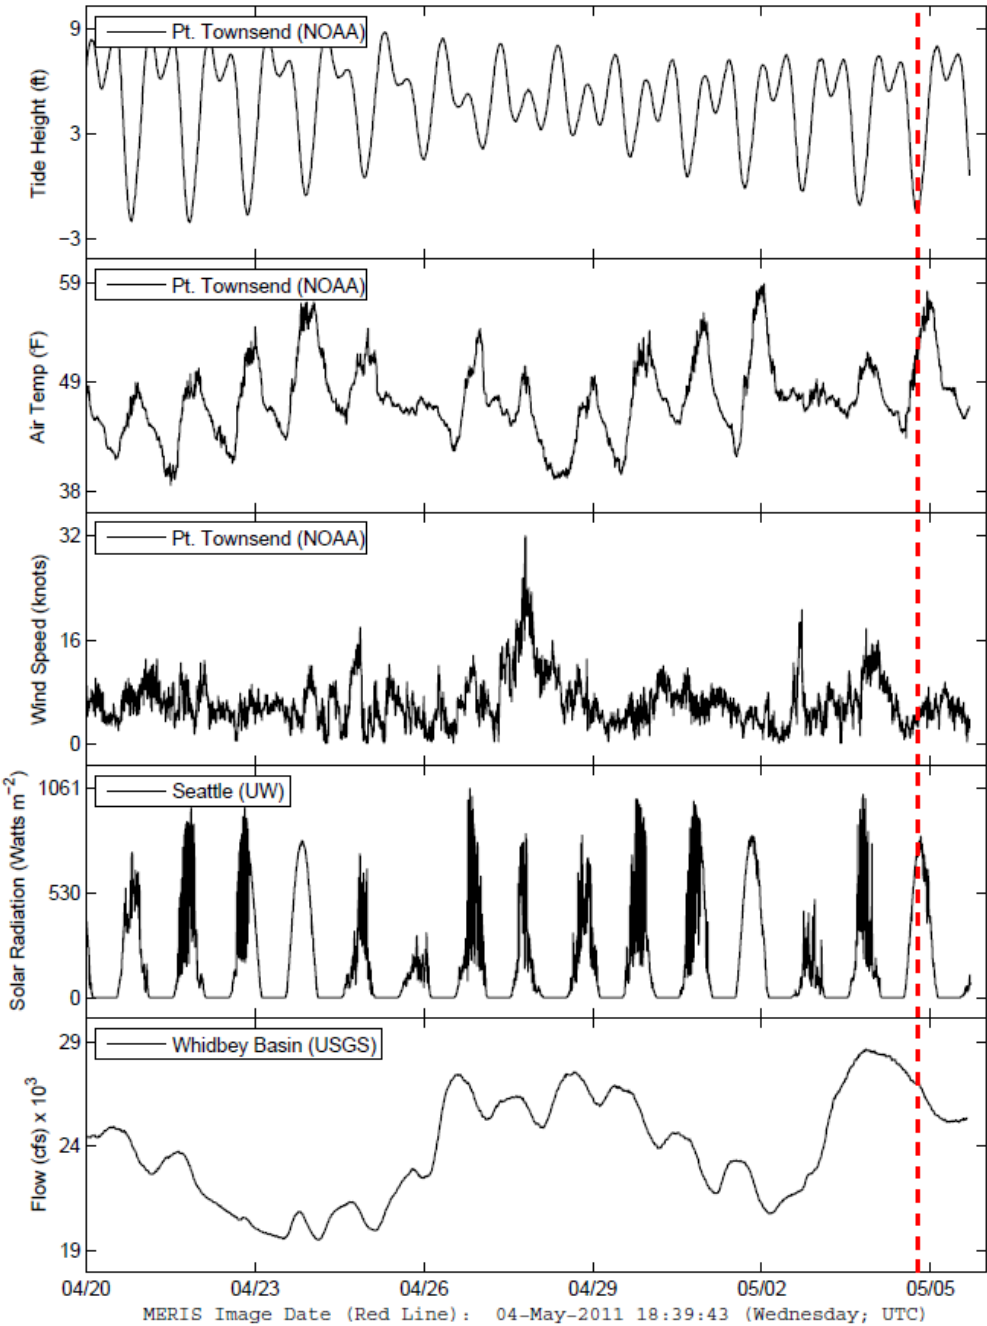 Pt. Townsend (NOAA)
Tide Height (ft)
9
3
−3
Pt. Townsend (NOAA)
Air Temp (°F)
59
49
38
Pt. Townsend (NOAA)
Wind Speed (knots)
32
16
0
Seattle (UW)
Solar Radiation (Watts m−2)
1061
530
0
Whidbey Basin (USGS)
Flow (cfs) x 103
29
24
19
04/20 04/23 04/26 04/29 05/02 05/05
MERIS Image Date (Red Line): 04-May-2011 18:39:43 (Wednesday; UTC)